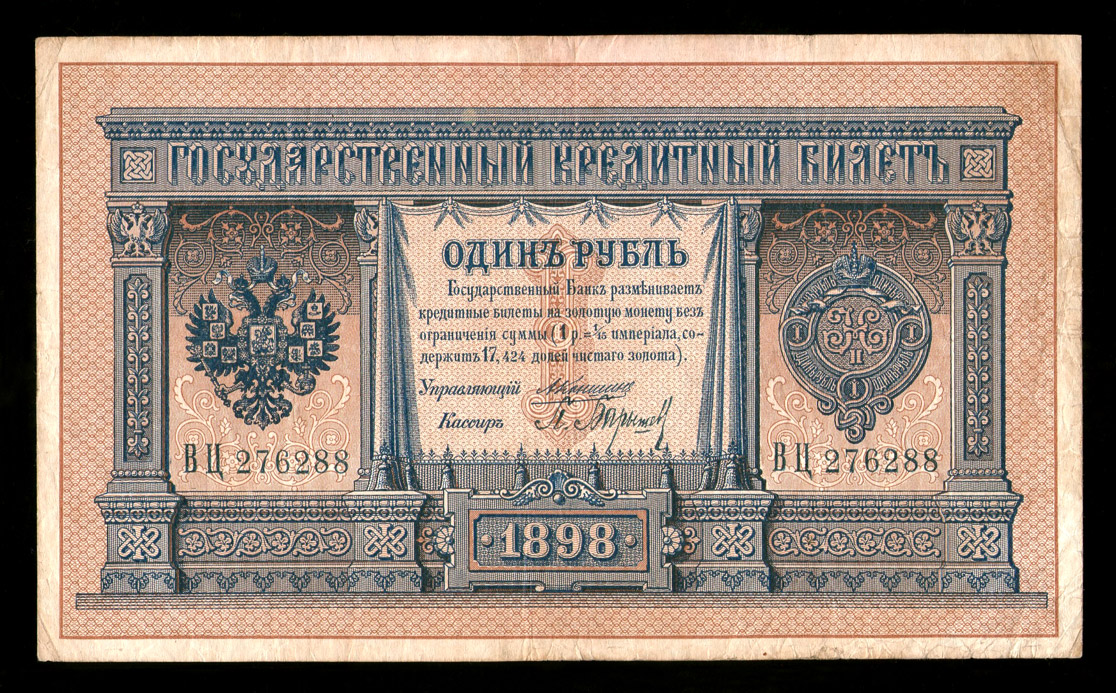 ГОСУДАРСТВЕННЫЙ КРЕДИТНЫЙ БИЛЕТЪ
ОДИНЪ РУБЛЬ
Государственный Банкъ размѣниваетъ
кредитные билеты на золотую монету безъ
ограниченія суммы (1 р.=1/15 имперіала, со-
держитъ 17,424 долей чистаго золота).
Управляющій
Кассиръ
ВЦ 276288
ВЦ 276288
1898